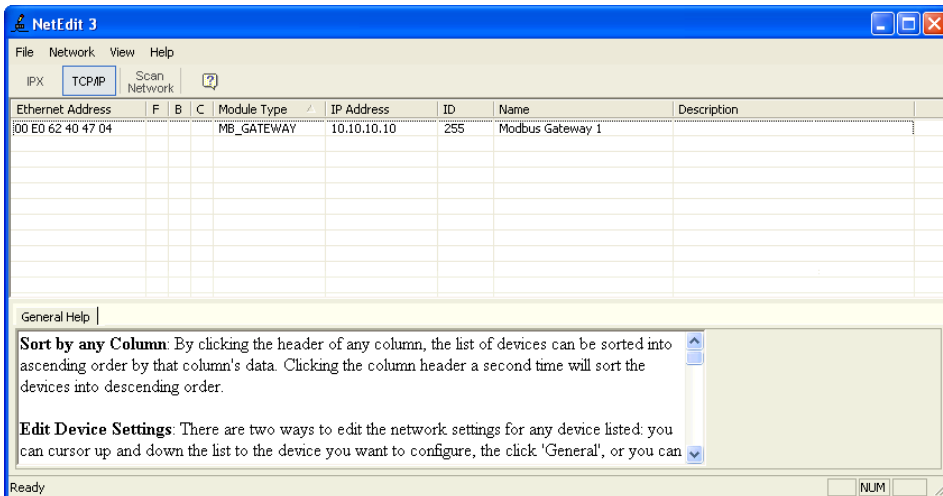 NetEdit 3
File Network View Help
IPX TCP/IP Scan Network
Ethernet Address F B C Module Type IP Address ID Name Description
00 E0 62 40 47 04 MB_GATEWAY 10.10.10.10 255 Modbus Gateway 1
General Help
Sort by any Column: By clicking the header of any column, the list of devices can be sorted into
ascending order by that column's data. Clicking the column header a second time will sort the
devices into descending order.
Edit Device Settings: There are two ways to edit the network settings for any device listed: you
can cursor up and down the list to the device you want to configure, the click 'General', or you can
Ready NUM